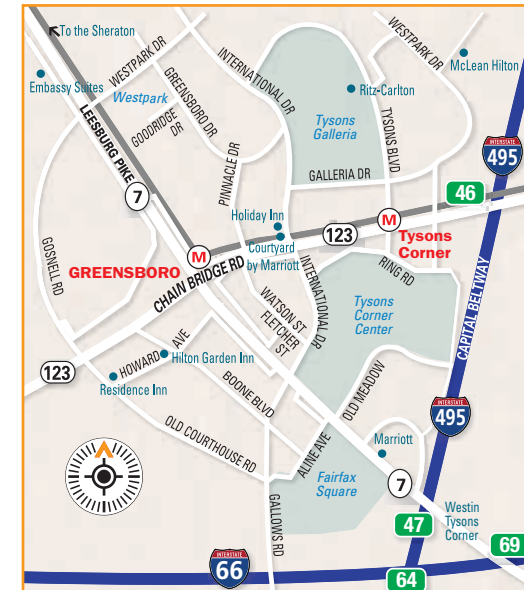 To the Sheraton
WESTPARK DR
INTERNATIONAL DR
WESTPARK DR
McLean Hilton
Embassy Suites
Westpark
GREENSBORO DR
GOODRIDGE
DR
LEESBURG PIKE
Ritz-Carlton
Tysons
Galleria
TYSONS BLVD
INTERSTATE
495
PINNACLE DR
GALLERIA DR
46
7
Holiday Inn
M
123
Tysons
Corner
GOSNELL RD
GREENSBORO
M
Courtyard
by Marriott
CHAIN BRIDGE RD
INTERNATIONAL DR
RING RD
WATSON ST
FLETCHER
ST
Tysons
Corner
Center
CAPITAL BELTWAY
HOWARD AVE
Hilton Garden Inn
123
Residence Inn
BOONE BLVD
OLD MEADOW
INTERSTATE
495
OLD COURTHOUSE RD
ALINE AVE
Marriott
Fairfax
Square
7
GALLOWS RD
Westin
Tysons
Corner
47
69
INTERSTATE
66
64